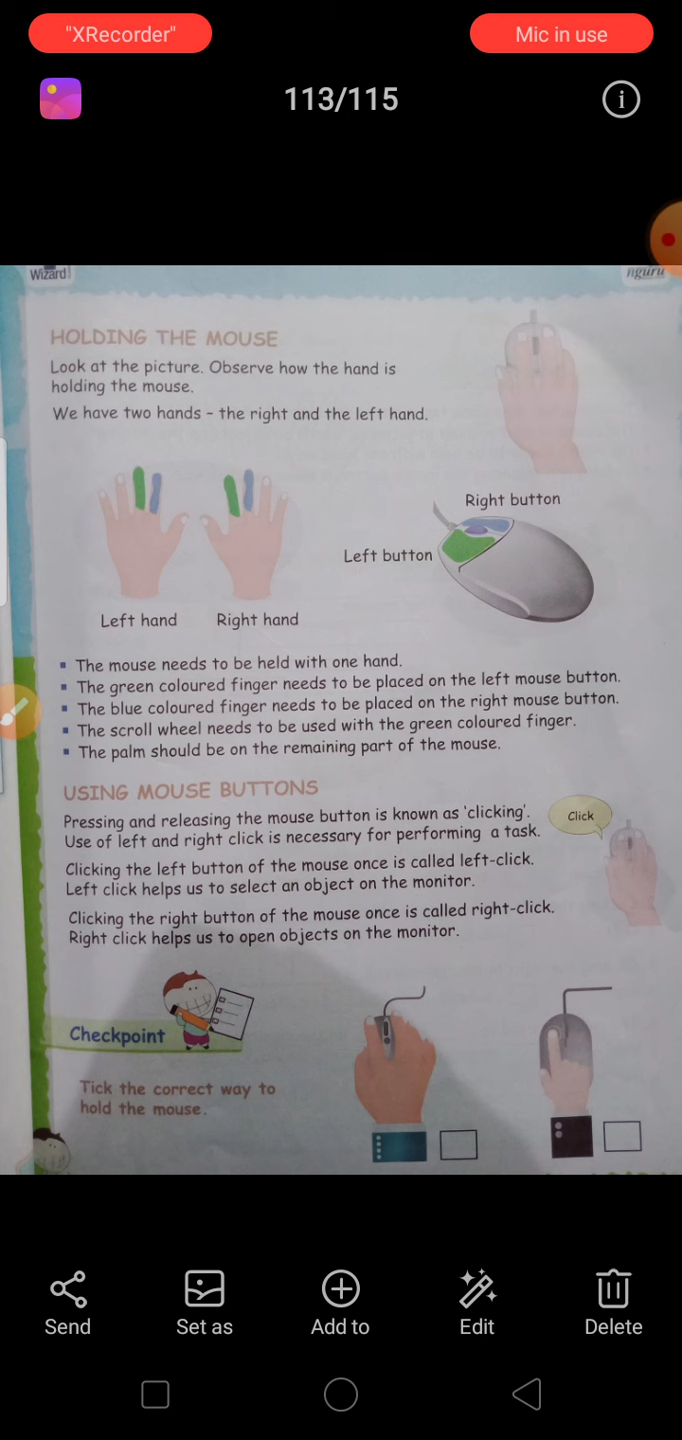 "XRecorder"
Mic in use
113/115
Wizard
nguru
HOLDING THE MOUSE
Look at the picture. Observe how the hand is
holding the mouse.
We have two hands – the right and the left hand.
Right button
Left button
Left hand
Right hand
▪ The mouse needs to be held with one hand.
▪ The green coloured finger needs to be placed on the left mouse button.
▪ The blue coloured finger needs to be placed on the right mouse button.
▪ The scroll wheel needs to be used with the green coloured finger.
▪ The palm should be on the remaining part of the mouse.
USING MOUSE BUTTONS
Pressing and releasing the mouse button is known as 'clicking'.
Use of left and right click is necessary for performing a task.
Click
Clicking the left button of the mouse once is called left-click.
Left click helps us to select an object on the monitor.
Clicking the right button of the mouse once is called right-click.
Right click helps us to open objects on the monitor.
Checkpoint
Tick the correct way to
hold the mouse.
Send
Set as
Add to
Edit
Delete